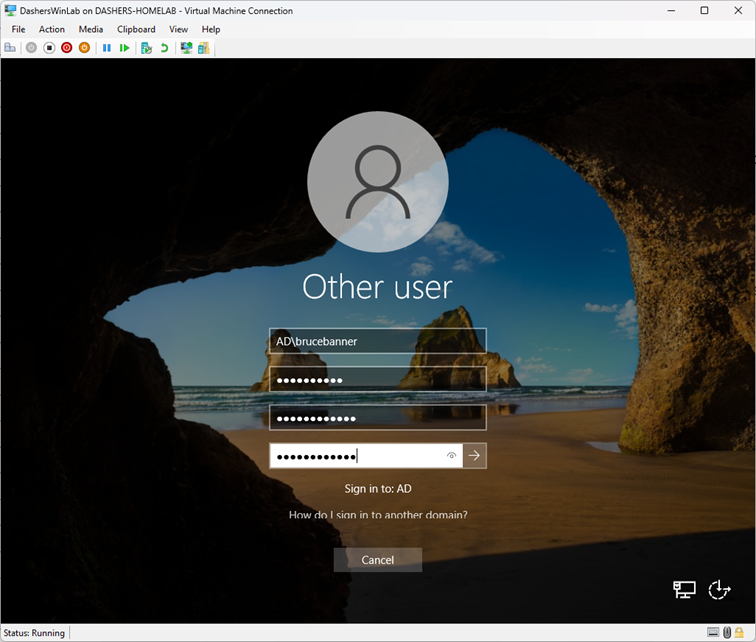 DashersWinLab on DASHERS-HOMELAB - Virtual Machine Connection
File Action Media Clipboard View Help
Other user
AD\brucebanner
●●●●●●●●●●
●●●●●●●●●●●●
●●●●●●●●●●●●
Sign in to: AD
How do I sign in to another domain?
Cancel
Status: Running